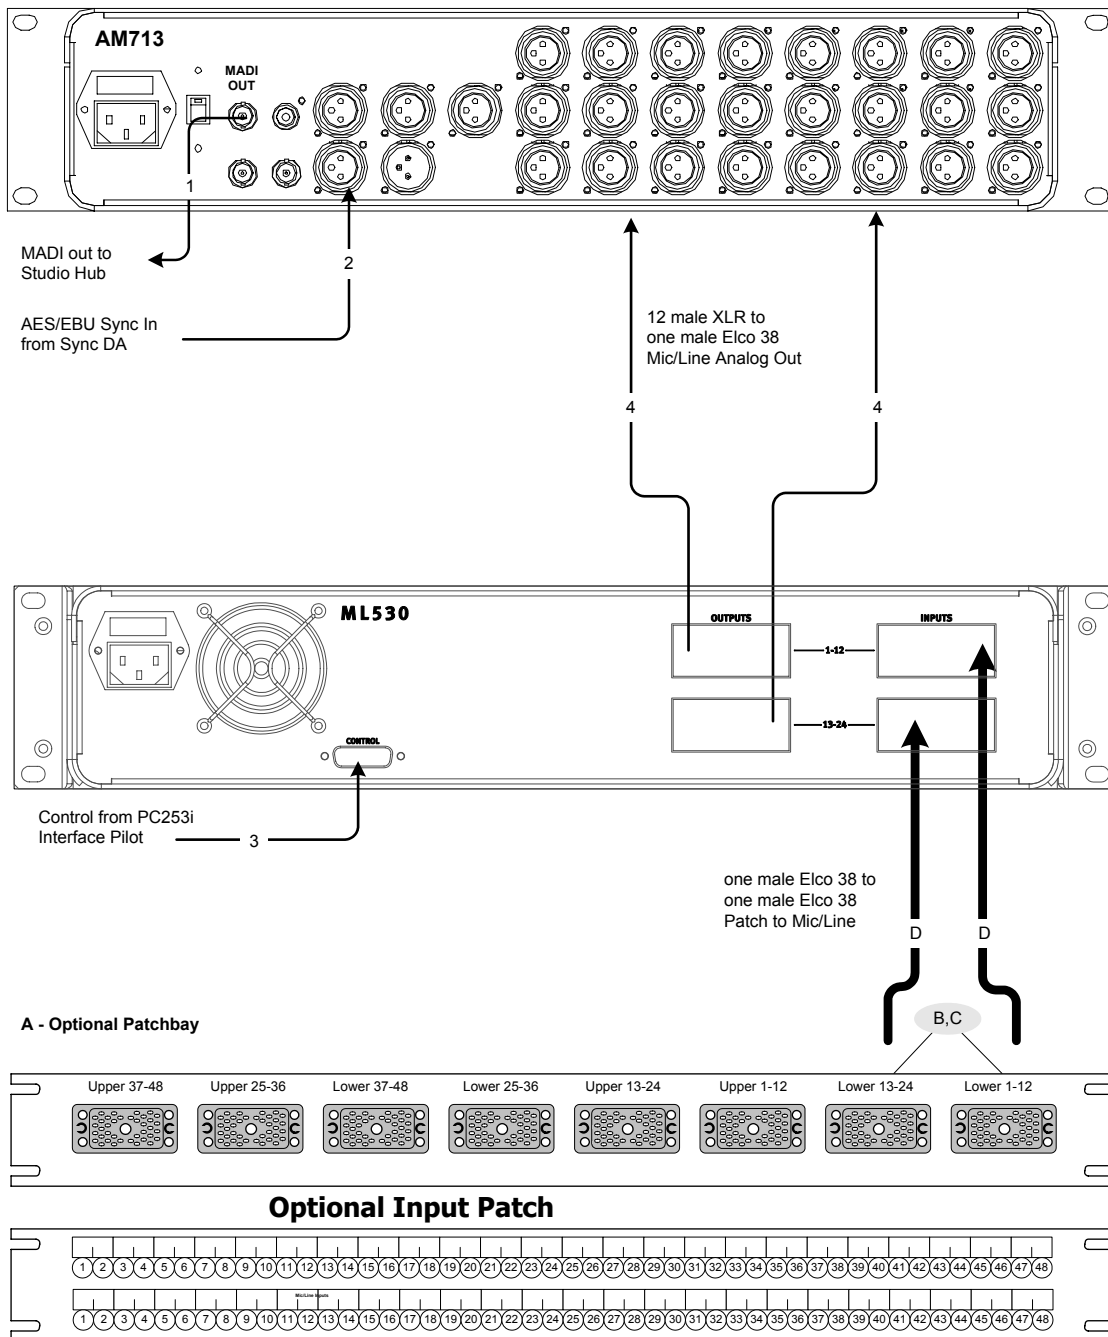 AM713
MADI
OUT
1
MADI out to
Studio Hub
2
AES/EBU Sync In
from Sync DA
12 male XLR to
one male Elco 38
Mic/Line Analog Out
4
4
ML530
OUTPUTS
INPUTS
1-12
13-24
CONTROL
Control from PC253i
Interface Pilot
3
one male Elco 38 to
one male Elco 38
Patch to Mic/Line
D
D
B,C
A - Optional Patchbay
Upper 37-48 Upper 25-36 Lower 37-48 Lower 25-36 Upper 13-24 Upper 1-12 Lower 13-24 Lower 1-12
Optional Input Patch
1 2 3 4 5 6 7 8 9 10 11 12 13 14 15 16 17 18 19 20 21 22 23 24 25 26 27 28 29 30 31 32 33 34 35 36 37 38 39 40 41 42 43 44 45 46 47 48
Mic/Line Inputs
1 2 3 4 5 6 7 8 9 10 11 12 13 14 15 16 17 18 19 20 21 22 23 24 25 26 27 28 29 30 31 32 33 34 35 36 37 38 39 40 41 42 43 44 45 46 47 48